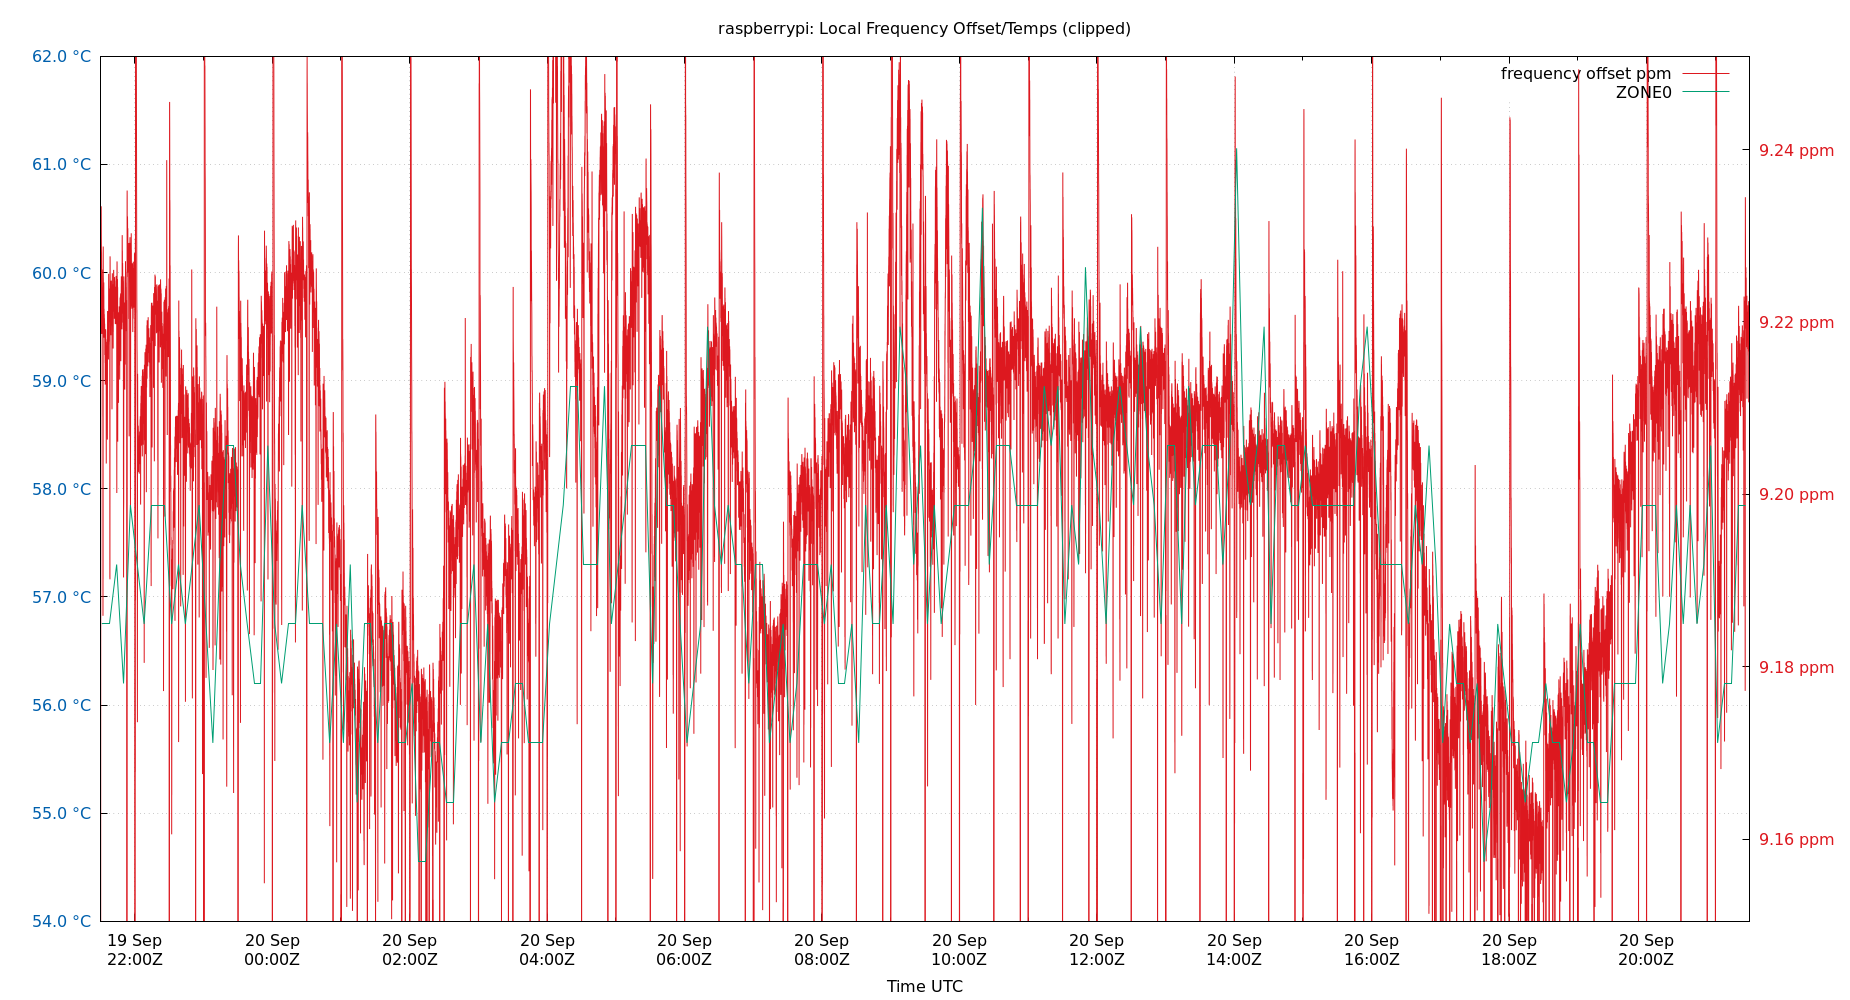 raspberrypi: Local Frequency Offset/Temps (clipped)
62.0 °C
61.0 °C
60.0 °C
59.0 °C
58.0 °C
57.0 °C
56.0 °C
55.0 °C
54.0 °C
frequency offset ppm
ZONE0
9.24 ppm
9.22 ppm
9.20 ppm
9.18 ppm
9.16 ppm
19 Sep 20 Sep 20 Sep 20 Sep 20 Sep 20 Sep 20 Sep 20 Sep 20 Sep 20 Sep 20 Sep 20 Sep
22:00Z 00:00Z 02:00Z 04:00Z 06:00Z 08:00Z 10:00Z 12:00Z 14:00Z 16:00Z 18:00Z 20:00Z
Time UTC